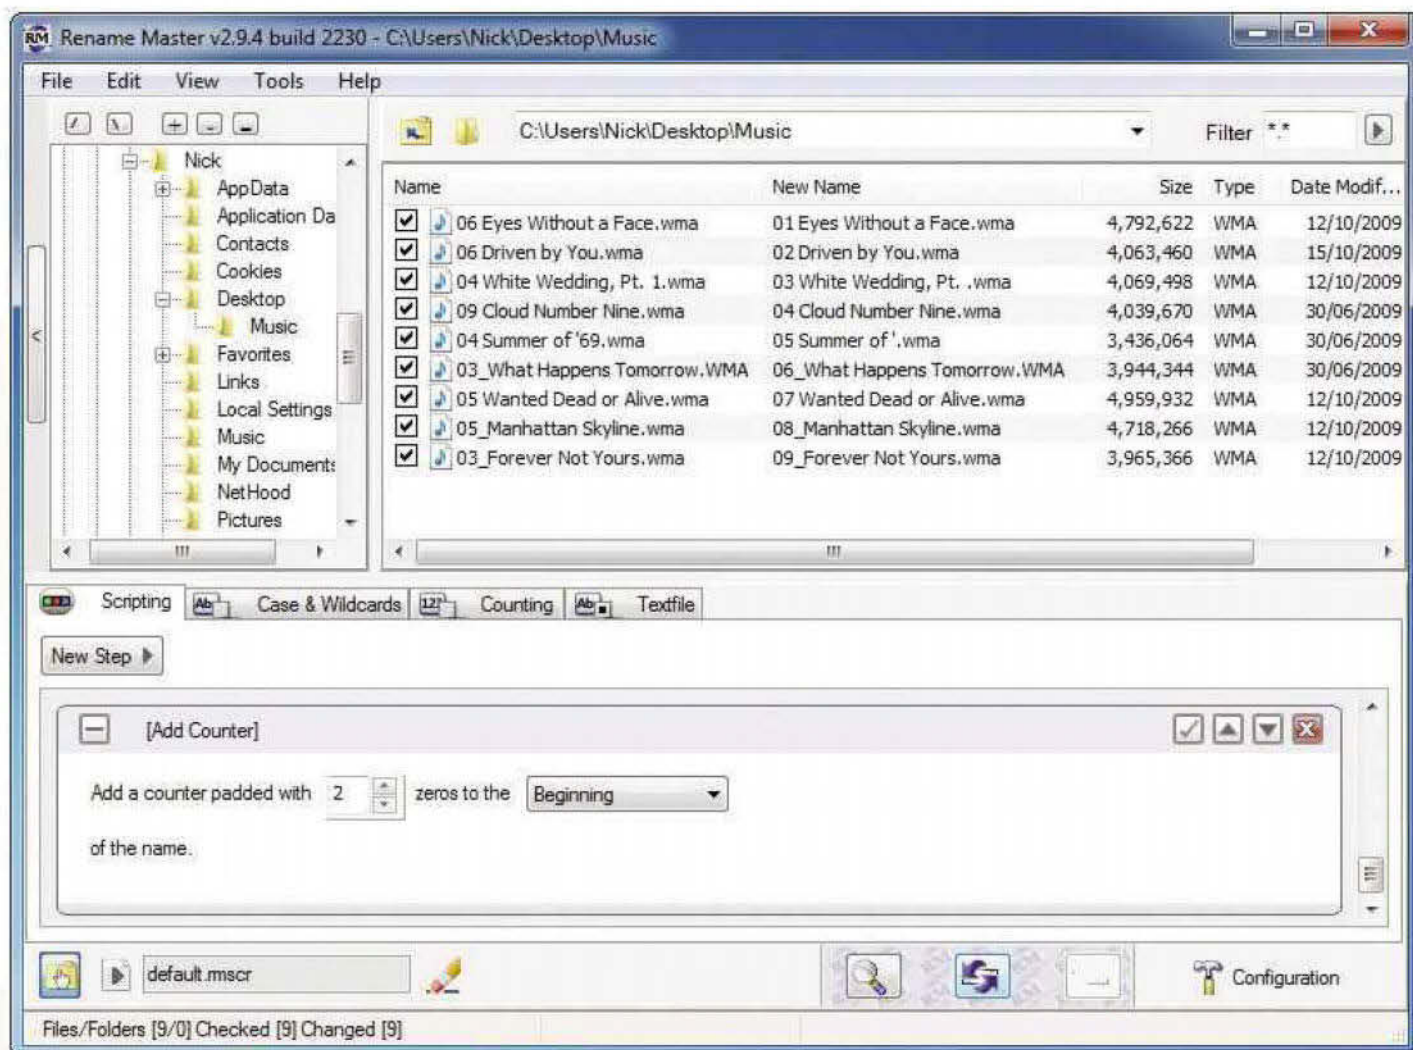 RM Rename Master v2.9.4 build 2230 - C:\Users\Nick\Desktop\Music
File Edit View Tools Help
C:\Users\Nick\Desktop\Music Filter *.*
Nick
AppData
Application Da
Contacts
Cookies
Desktop
Music
Favorites
Links
Local Settings
Music
My Documents
NetHood
Pictures
Name New Name Size Type Date Modif...
06 Eyes Without a Face.wma 01 Eyes Without a Face.wma 4,792,622 WMA 12/10/2009
06 Driven by You.wma 02 Driven by You.wma 4,063,460 WMA 15/10/2009
04 White Wedding, Pt. 1.wma 03 White Wedding, Pt. .wma 4,069,498 WMA 12/10/2009
09 Cloud Number Nine.wma 04 Cloud Number Nine.wma 4,039,670 WMA 30/06/2009
04 Summer of '69.wma 05 Summer of '.wma 3,436,064 WMA 30/06/2009
03_What Happens Tomorrow.WMA 06_What Happens Tomorrow.WMA 3,944,344 WMA 30/06/2009
05 Wanted Dead or Alive.wma 07 Wanted Dead or Alive.wma 4,959,932 WMA 12/10/2009
05_Manhattan Skyline.wma 08_Manhattan Skyline.wma 4,718,266 WMA 12/10/2009
03_Forever Not Yours.wma 09_Forever Not Yours.wma 3,965,366 WMA 12/10/2009
Scripting Case & Wildcards Counting Textfile
New Step
[Add Counter]
Add a counter padded with 2 zeros to the Beginning
of the name.
default.rmscr Configuration
Files/Folders [9/0] Checked [9] Changed [9]